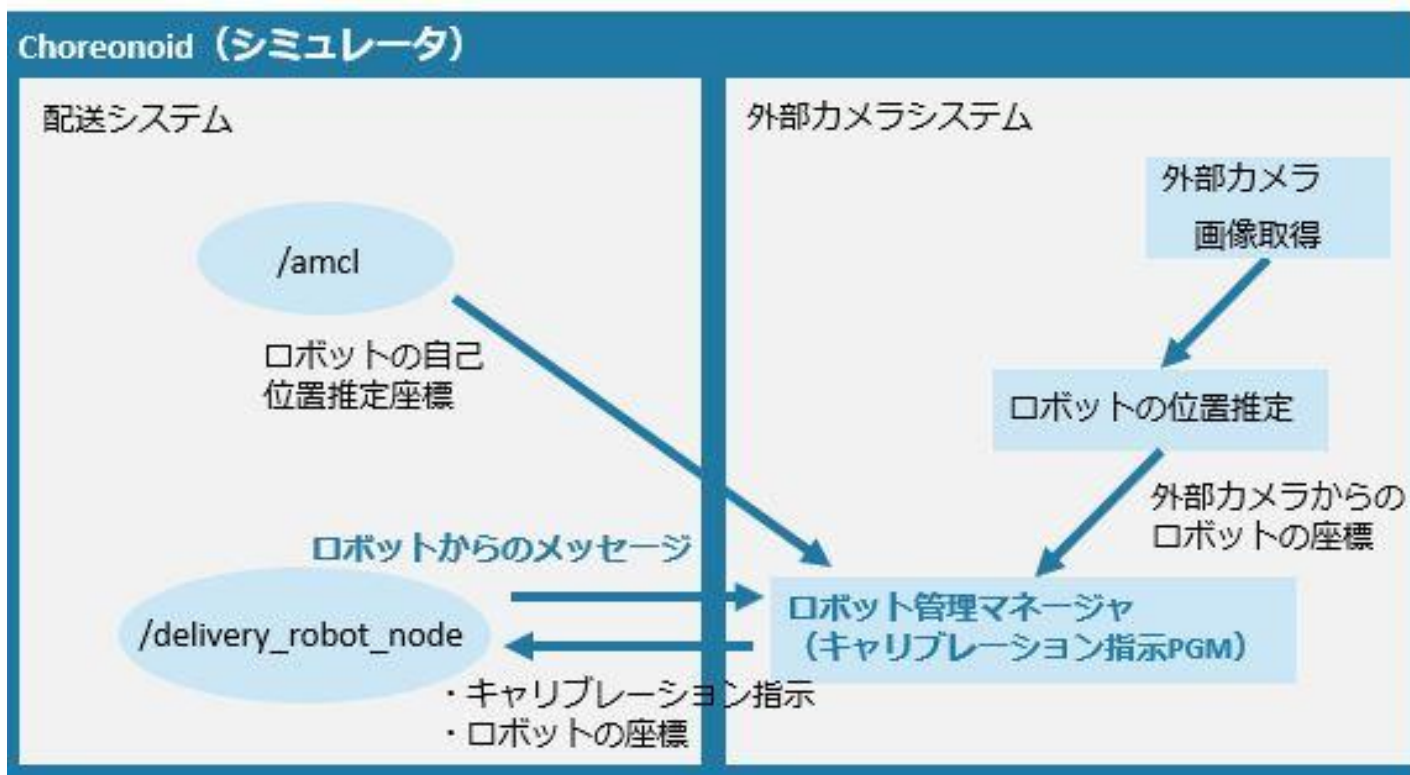 Choreonoid（シミュレータ）
配送システム
/amcl
ロボットの自己
位置推定座標
ロボットからのメッセージ
/delivery_robot_node
・キャリブレーション指示
・ロボットの座標
外部カメラシステム
外部カメラ
画像取得
ロボットの位置推定
外部カメラからの
ロボットの座標
ロボット管理マネージャ
（キャリブレーション指示PGM）